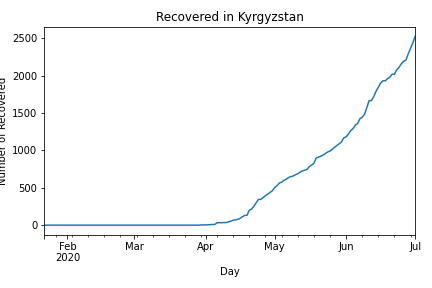 Recovered in Kyrgyzstan
Number of Recovered
2500
2000
1500
1000
500
0
Feb
2020
Mar
Apr
May
Jun
Jul
Day